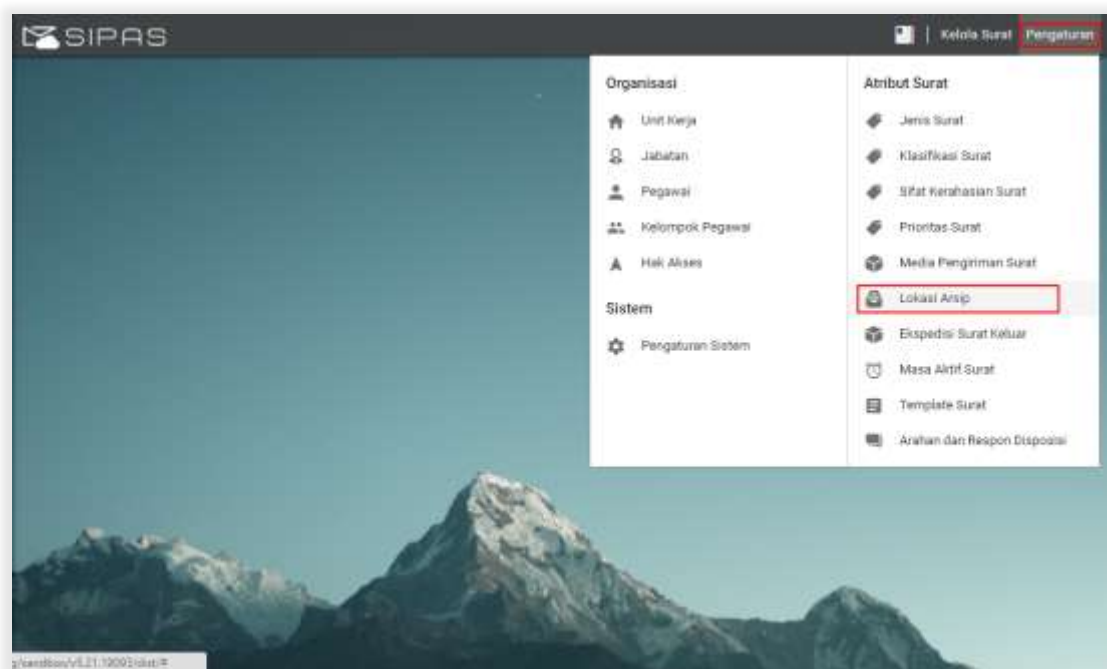 SIPAS
Kelola Surat
Pengaturan
Organisasi
Unit Kerja
Jabatan
Pegawai
Kelompok Pegawai
Hak Akses
Sistem
Pengaturan Sistem
Atribut Surat
Jenis Surat
Klasifikasi Surat
Sifat Kerahasian Surat
Prioritas Surat
Media Pengiriman Surat
Lokasi Arsip
Ekspedisi Surat Keluar
Masa Aktif Surat
Template Surat
Arahan dan Respon Disposisi